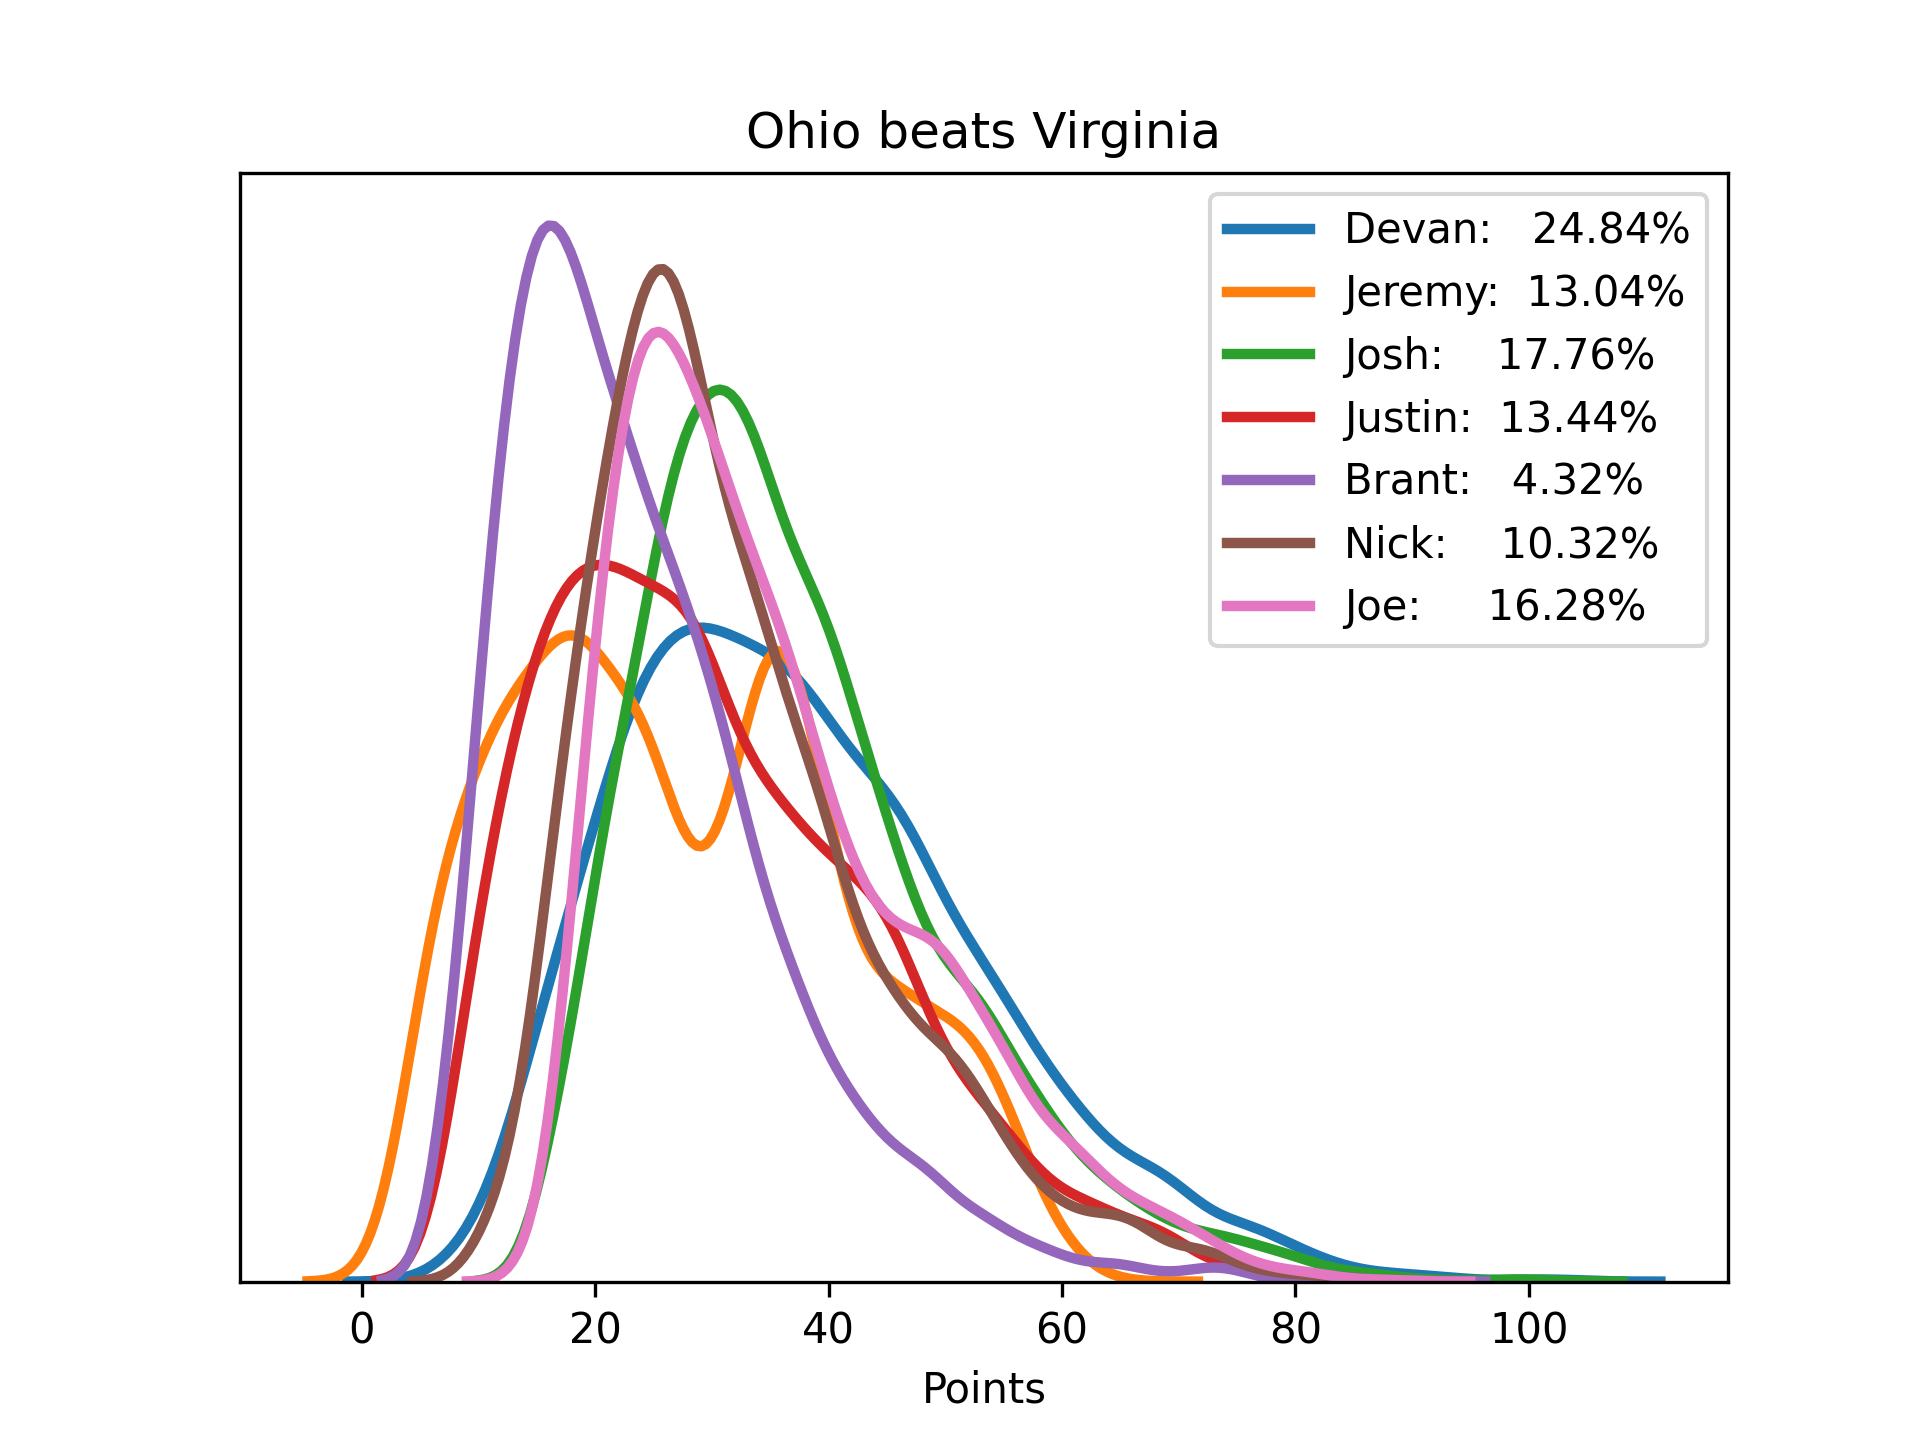 Ohio beats Virginia
Devan: 24.84%
Jeremy: 13.04%
Josh: 17.76%
Justin: 13.44%
Brant: 4.32%
Nick: 10.32%
Joe: 16.28%
0 20 40 60 80 100
Points